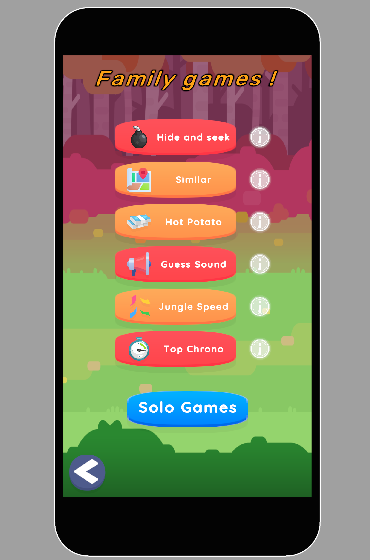 Family games !
Hide and seek
Similar
Hot Potato
Guess Sound
Jungle Speed
Top Chrono
Solo Games